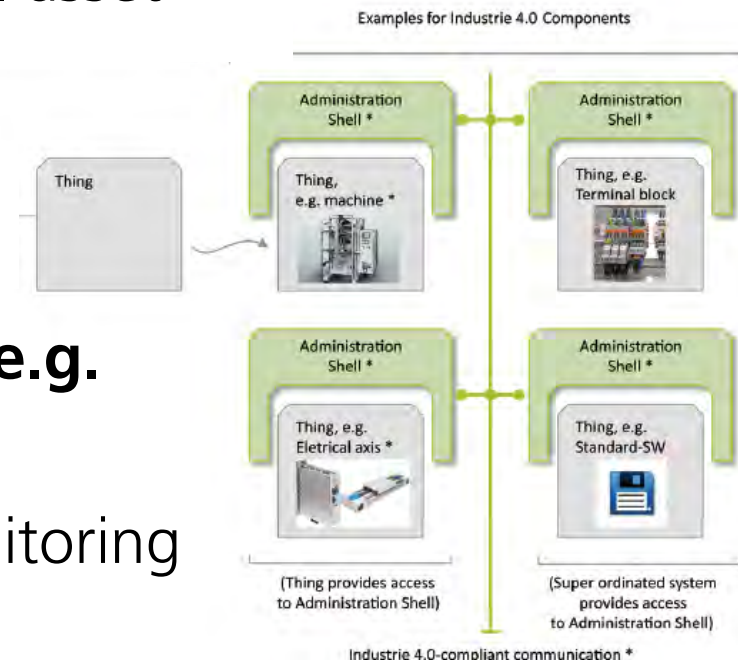 asset
Examples for Industrie 4.0 Components
Thing
Administration
Shell *
Thing,
e.g. machine *
Administration
Shell *
Thing, e.g.
Terminal block
e.g.
Administration
Shell *
Thing, e.g.
Eletrical axis *
Administration
Shell *
Thing, e.g.
Standard-SW
itoring
(Thing provides access
to Administration Shell)
(Super ordinated system
provides access
to Administration Shell)
Industrie 4.0-compliant communication *